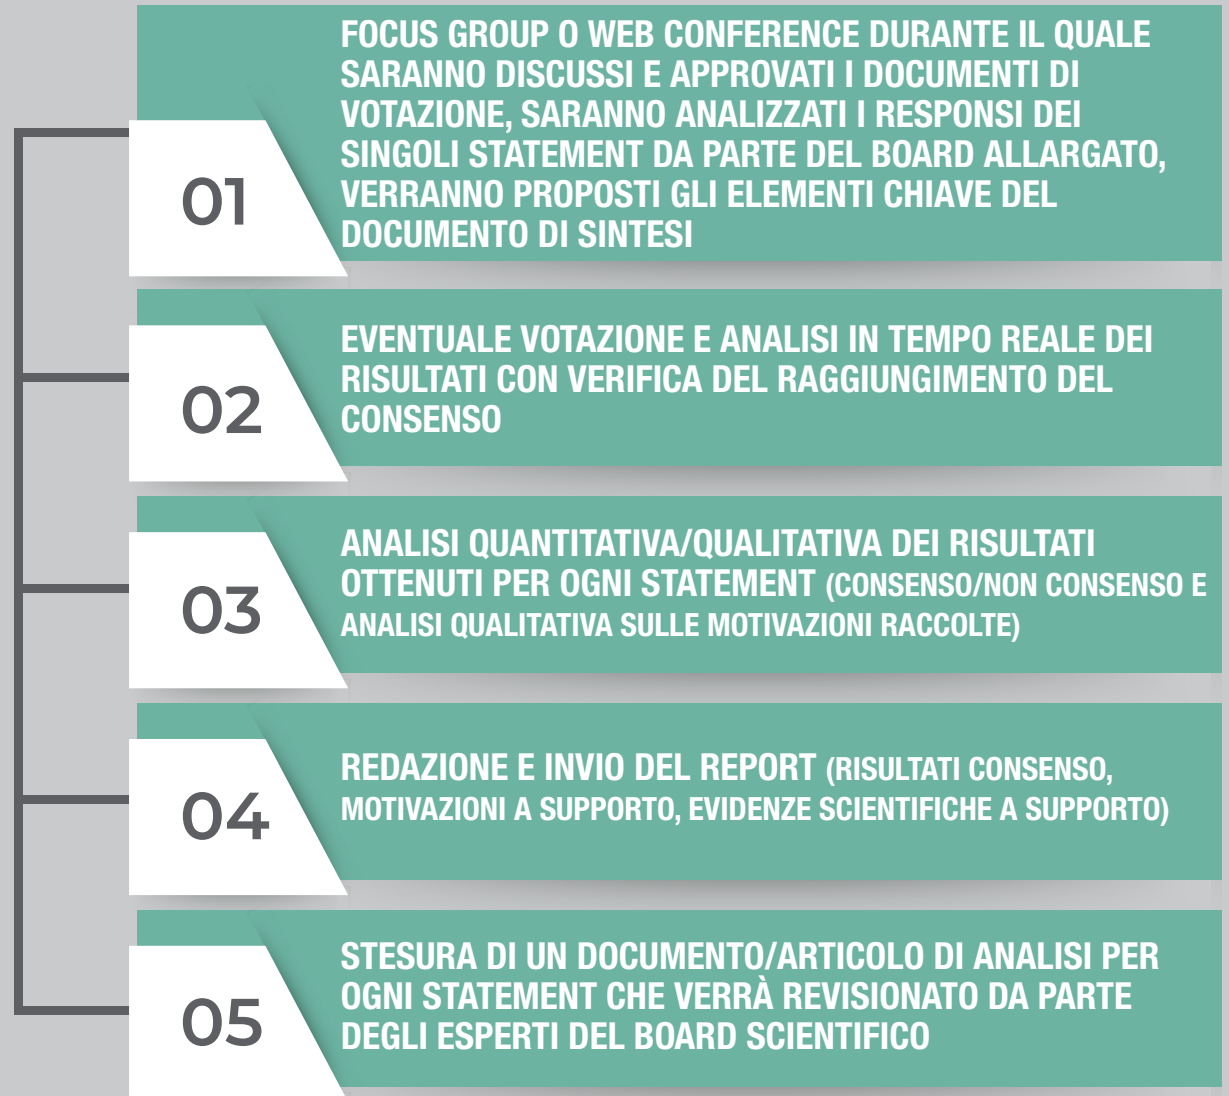 01
FOCUS GROUP O WEB CONFERENCE DURANTE IL QUALE
SARANNO DISCUSSI E APPROVATI I DOCUMENTI DI
VOTAZIONE, SARANNO ANALIZZATI I RESPONSI DEI
SINGOLI STATEMENT DA PARTE DEL BOARD ALLARGATO,
VERRANNO PROPOSTI GLI ELEMENTI CHIAVE DEL
DOCUMENTO DI SINTESI
02
EVENTUALE VOTAZIONE E ANALISI IN TEMPO REALE DEI
RISULTATI CON VERIFICA DEL RAGGIUNGIMENTO DEL
CONSENSO
03
ANALISI QUANTITATIVA/QUALITATIVA DEI RISULTATI
OTTENUTI PER OGNI STATEMENT (CONSENSO/NON CONSENSO E
ANALISI QUALITATIVA SULLE MOTIVAZIONI RACCOLTE)
04
REDAZIONE E INVIO DEL REPORT (RISULTATI CONSENSO,
MOTIVAZIONI A SUPPORTO, EVIDENZE SCIENTIFICHE A SUPPORTO)
05
STESURA DI UN DOCUMENTO/ARTICOLO DI ANALISI PER
OGNI STATEMENT CHE VERRÀ REVISIONATO DA PARTE
DEGLI ESPERTI DEL BOARD SCIENTIFICO